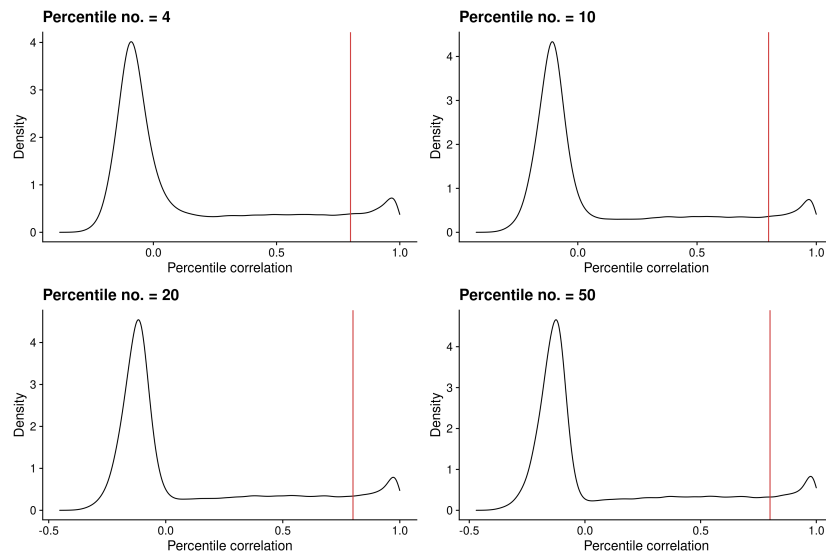 Percentile no. = 4
Density
4
3
2
1
0
0.0 0.5 1.0
Percentile correlation
Percentile no. = 10
Density
4
3
2
1
0
0.0 0.5 1.0
Percentile correlation
Percentile no. = 20
Density
4
3
2
1
0
-0.5 0.0 0.5 1.0
Percentile correlation
Percentile no. = 50
Density
4
3
2
1
0
-0.5 0.0 0.5 1.0
Percentile correlation